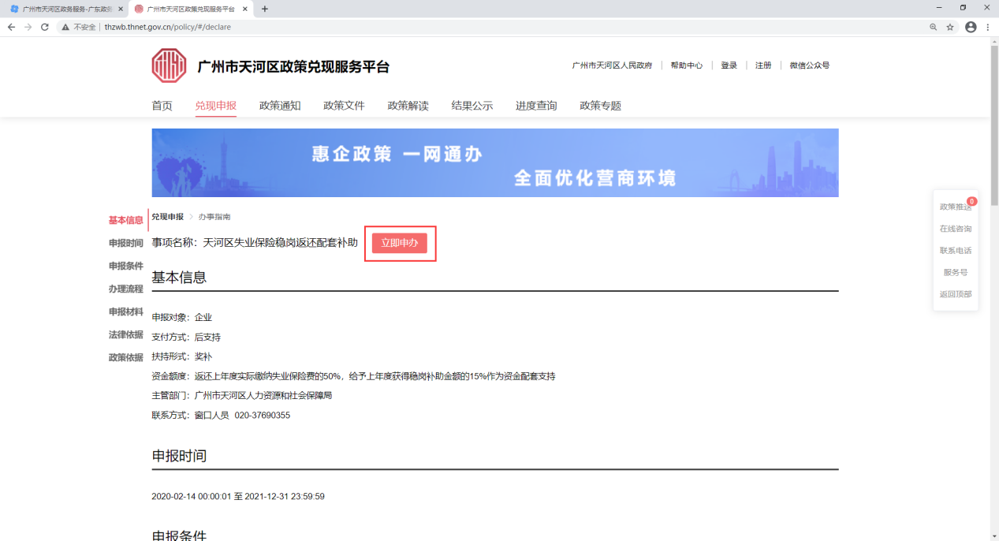 广州市天河区政务服务-广东政务
广州市天河区政策兑现服务平台
不安全 | thzwb.thnet.gov.cn/policy/#/declare
广州市天河区政策兑现服务平台
广州市天河区人民政府 | 帮助中心 | 登录 | 注册 | 微信公众号
首页 兑现申报 政策通知 政策文件 政策解读 结果公示 进度查询 政策专题
惠企政策 一网通办
全面优化营商环境
基本信息
申报时间
申报条件
办理流程
申报材料
法律依据
政策依据
兑现申报 > 办事指南
事项名称：天河区失业保险稳岗返还配套补助 立即申办
基本信息
申报对象：企业
支付方式：后支持
扶持形式：奖补
资金额度：返还上年度实际缴纳失业保险费的50%，给予上年度获得稳岗补助金额的15%作为资金配套支持
主管部门：广州市天河区人力资源和社会保障局
联系方式：窗口人员 020-37690355
申报时间
2020-02-14 00:00:01 至 2021-12-31 23:59:59
申报条件
政策推送 0
在线咨询
联系电话
服务号
返回顶部